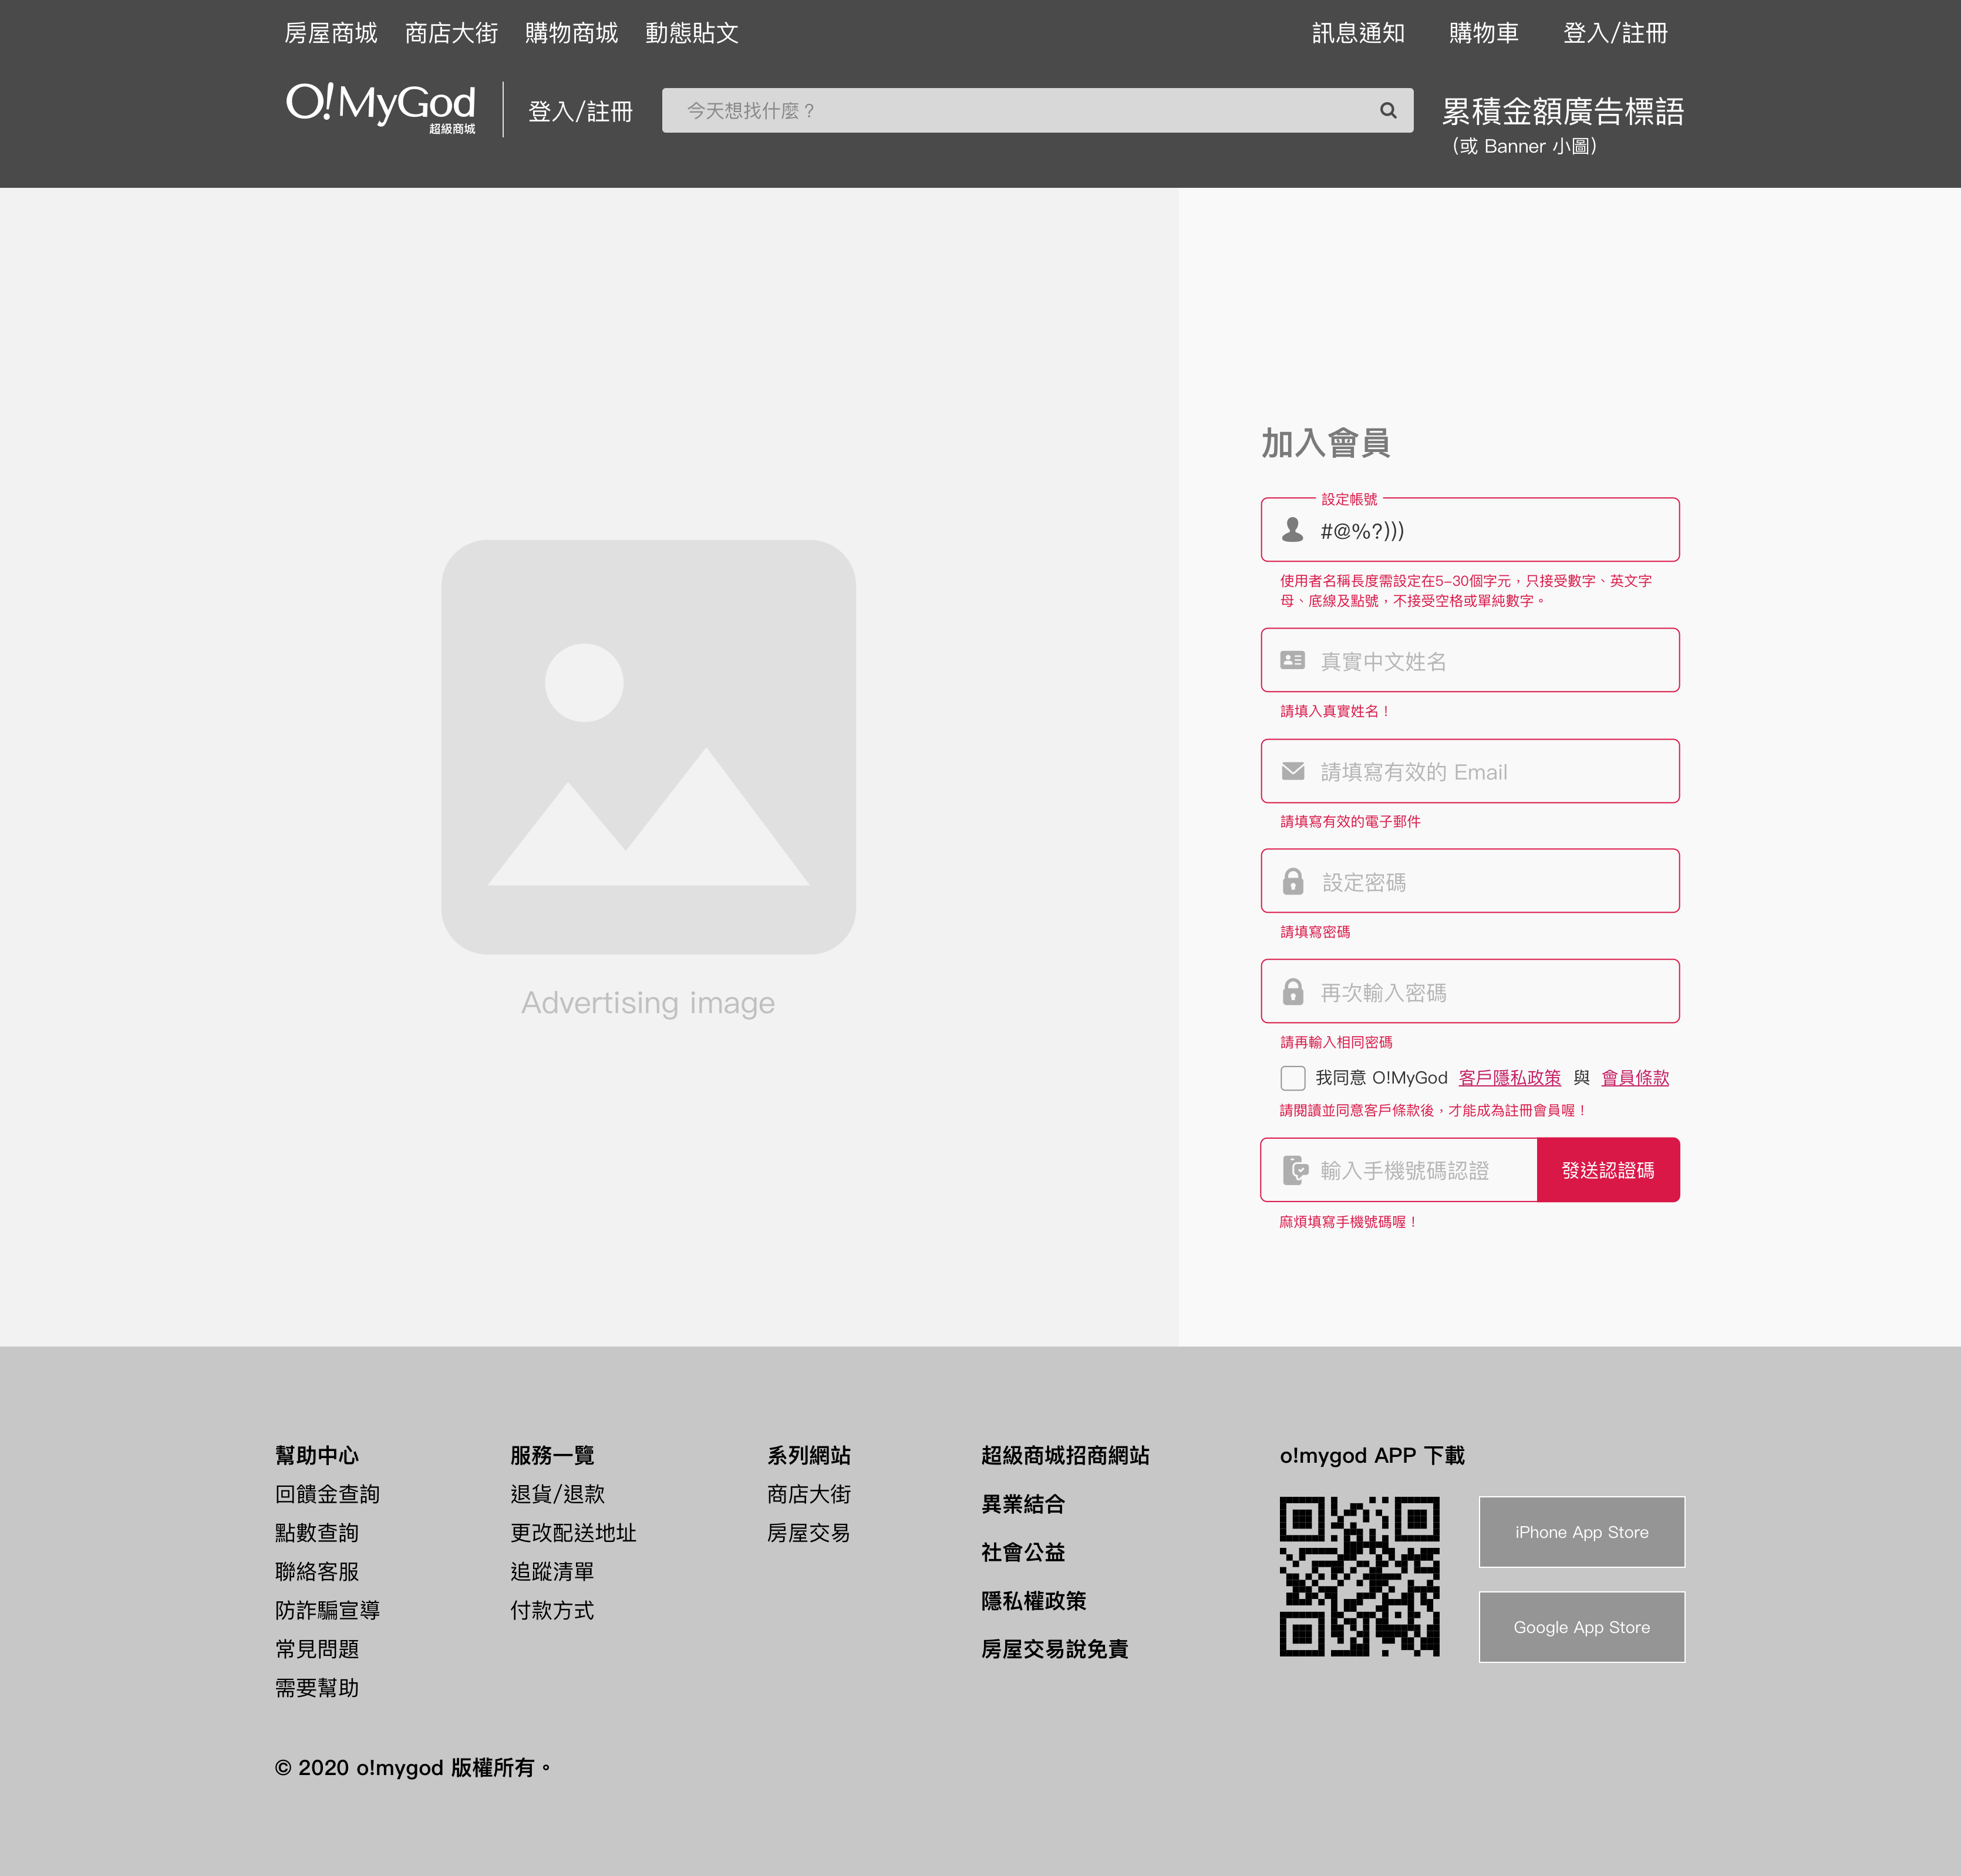 房屋商城 商店大街 購物商城 動態貼文 訊息通知 購物車 登入/註冊
O!MyGod
超級商城
登入/註冊
今天想找什麼？
累積金額廣告標語
(或 Banner 小圖)
Advertising image
加入會員
設定帳號
#@%?)))
使用者名稱長度需設定在5-30個字元，只接受數字、英文字
母、底線及點號，不接受空格或單純數字。
真實中文姓名
請填入真實姓名！
請填寫有效的 Email
請填寫有效的電子郵件
設定密碼
請填寫密碼
再次輸入密碼
請再輸入相同密碼
我同意 O!MyGod 客戶隱私政策 與 會員條款
請閱讀並同意客戶條款後，才能成為註冊會員喔！
輸入手機號碼認證 發送認證碼
麻煩填寫手機號碼喔！
幫助中心
回饋金查詢
點數查詢
聯絡客服
防詐騙宣導
常見問題
需要幫助
服務一覽
退貨/退款
更改配送地址
追蹤清單
付款方式
系列網站
商店大街
房屋交易
超級商城招商網站
異業結合
社會公益
隱私權政策
房屋交易說免責
o!mygod APP 下載
iPhone App Store
Google App Store
© 2020 o!mygod 版權所有。